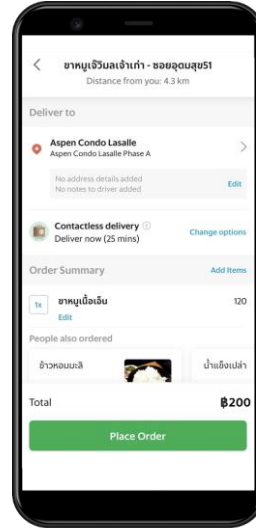 ขาหมูเจ๊วิมลเจ้าเก่า - ซอยอุดมสุข51
Distance from you: 4.3 km
Deliver to
Aspen Condo Lasalle
Aspen Condo Lasalle Phase A
No address details added
No notes to driver added
Edit
Contactless delivery
Deliver now (25 mins)
Change options
Order Summary
Add Items
1x
ขาหมูเนื้อเอ็น
120
Edit
People also ordered
ข้าวหอมมะลิ
น้ำแข็งเปล่า
Total
฿200
Place Order